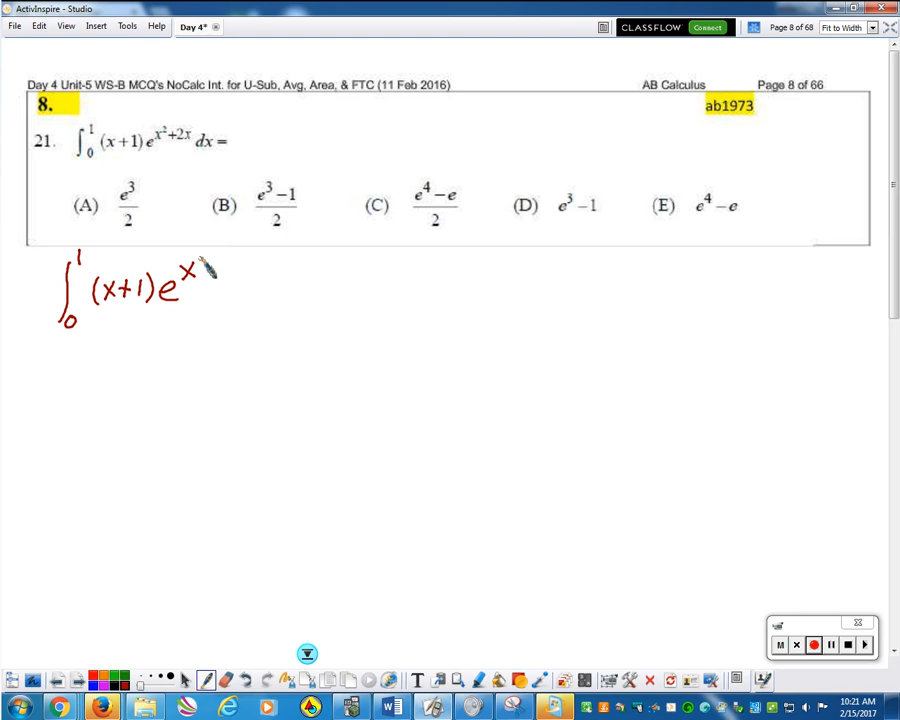 ActivInspire - Studio
File Edit View Insert Tools Help Day 4* CLASSFLOW Connect Page 8 of 68 Fit to Width
Day 4 Unit-5 WS-B MCQ's NoCalc Int. for U-Sub, Avg, Area, & FTC (11 Feb 2016) AB Calculus Page 8 of 66
8. ab1973
21. ∫₀¹ (x+1) e^(x²+2x) dx =
(A) e³/2 (B) (e³−1)/2 (C) (e⁴−e)/2 (D) e³−1 (E) e⁴−e
∫₀¹ (x+1) e^x
M
T
10:21 AM
2/15/2017